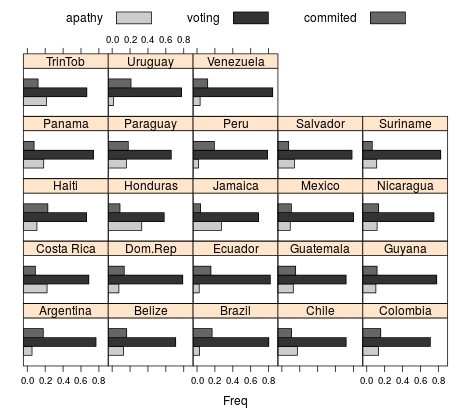 apathy voting commited
0.0 0.2 0.4 0.6 0.8
TrinTob Uruguay Venezuela
Panama Paraguay Peru Salvador Suriname
Haiti Honduras Jamaica Mexico Nicaragua
Costa Rica Dom.Rep Ecuador Guatemala Guyana
Argentina Belize Brazil Chile Colombia
0.0 0.2 0.4 0.6 0.8 0.0 0.2 0.4 0.6 0.8 0.0 0.2 0.4 0.6 0.8
Freq